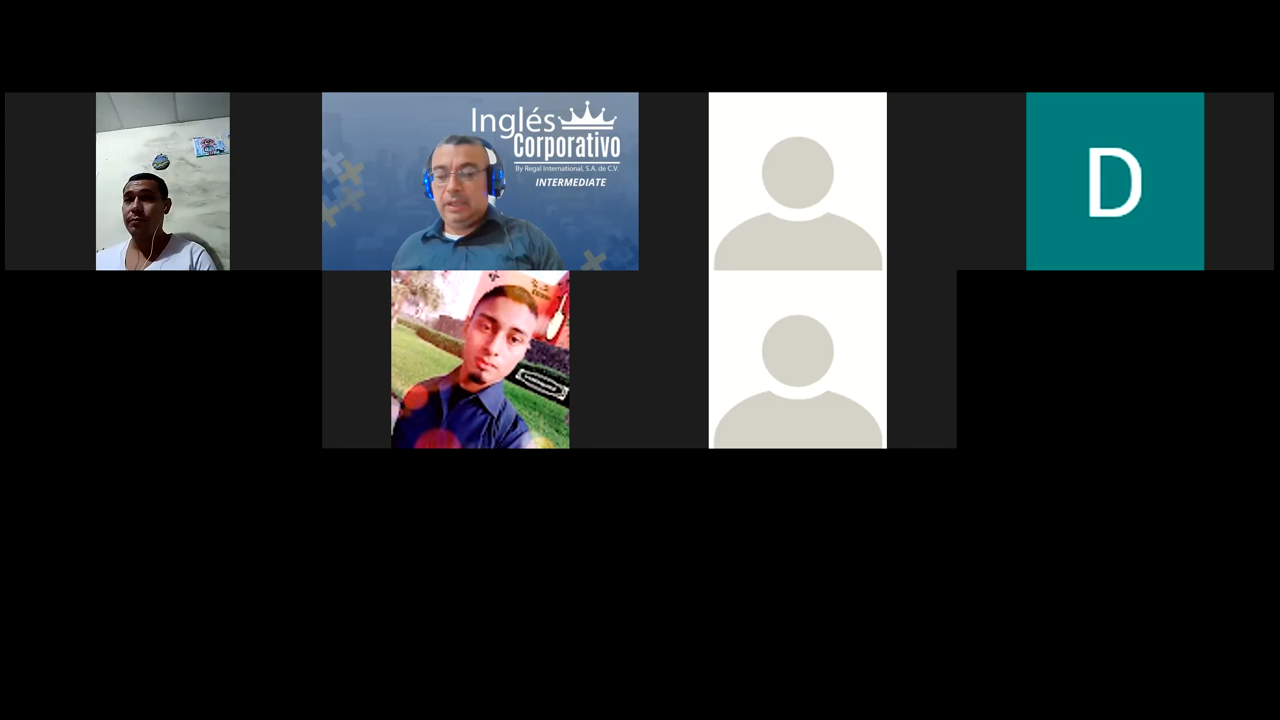 Inglés
Corporativo
By Regal International, S.A. de C.V.
INTERMEDIATE
D